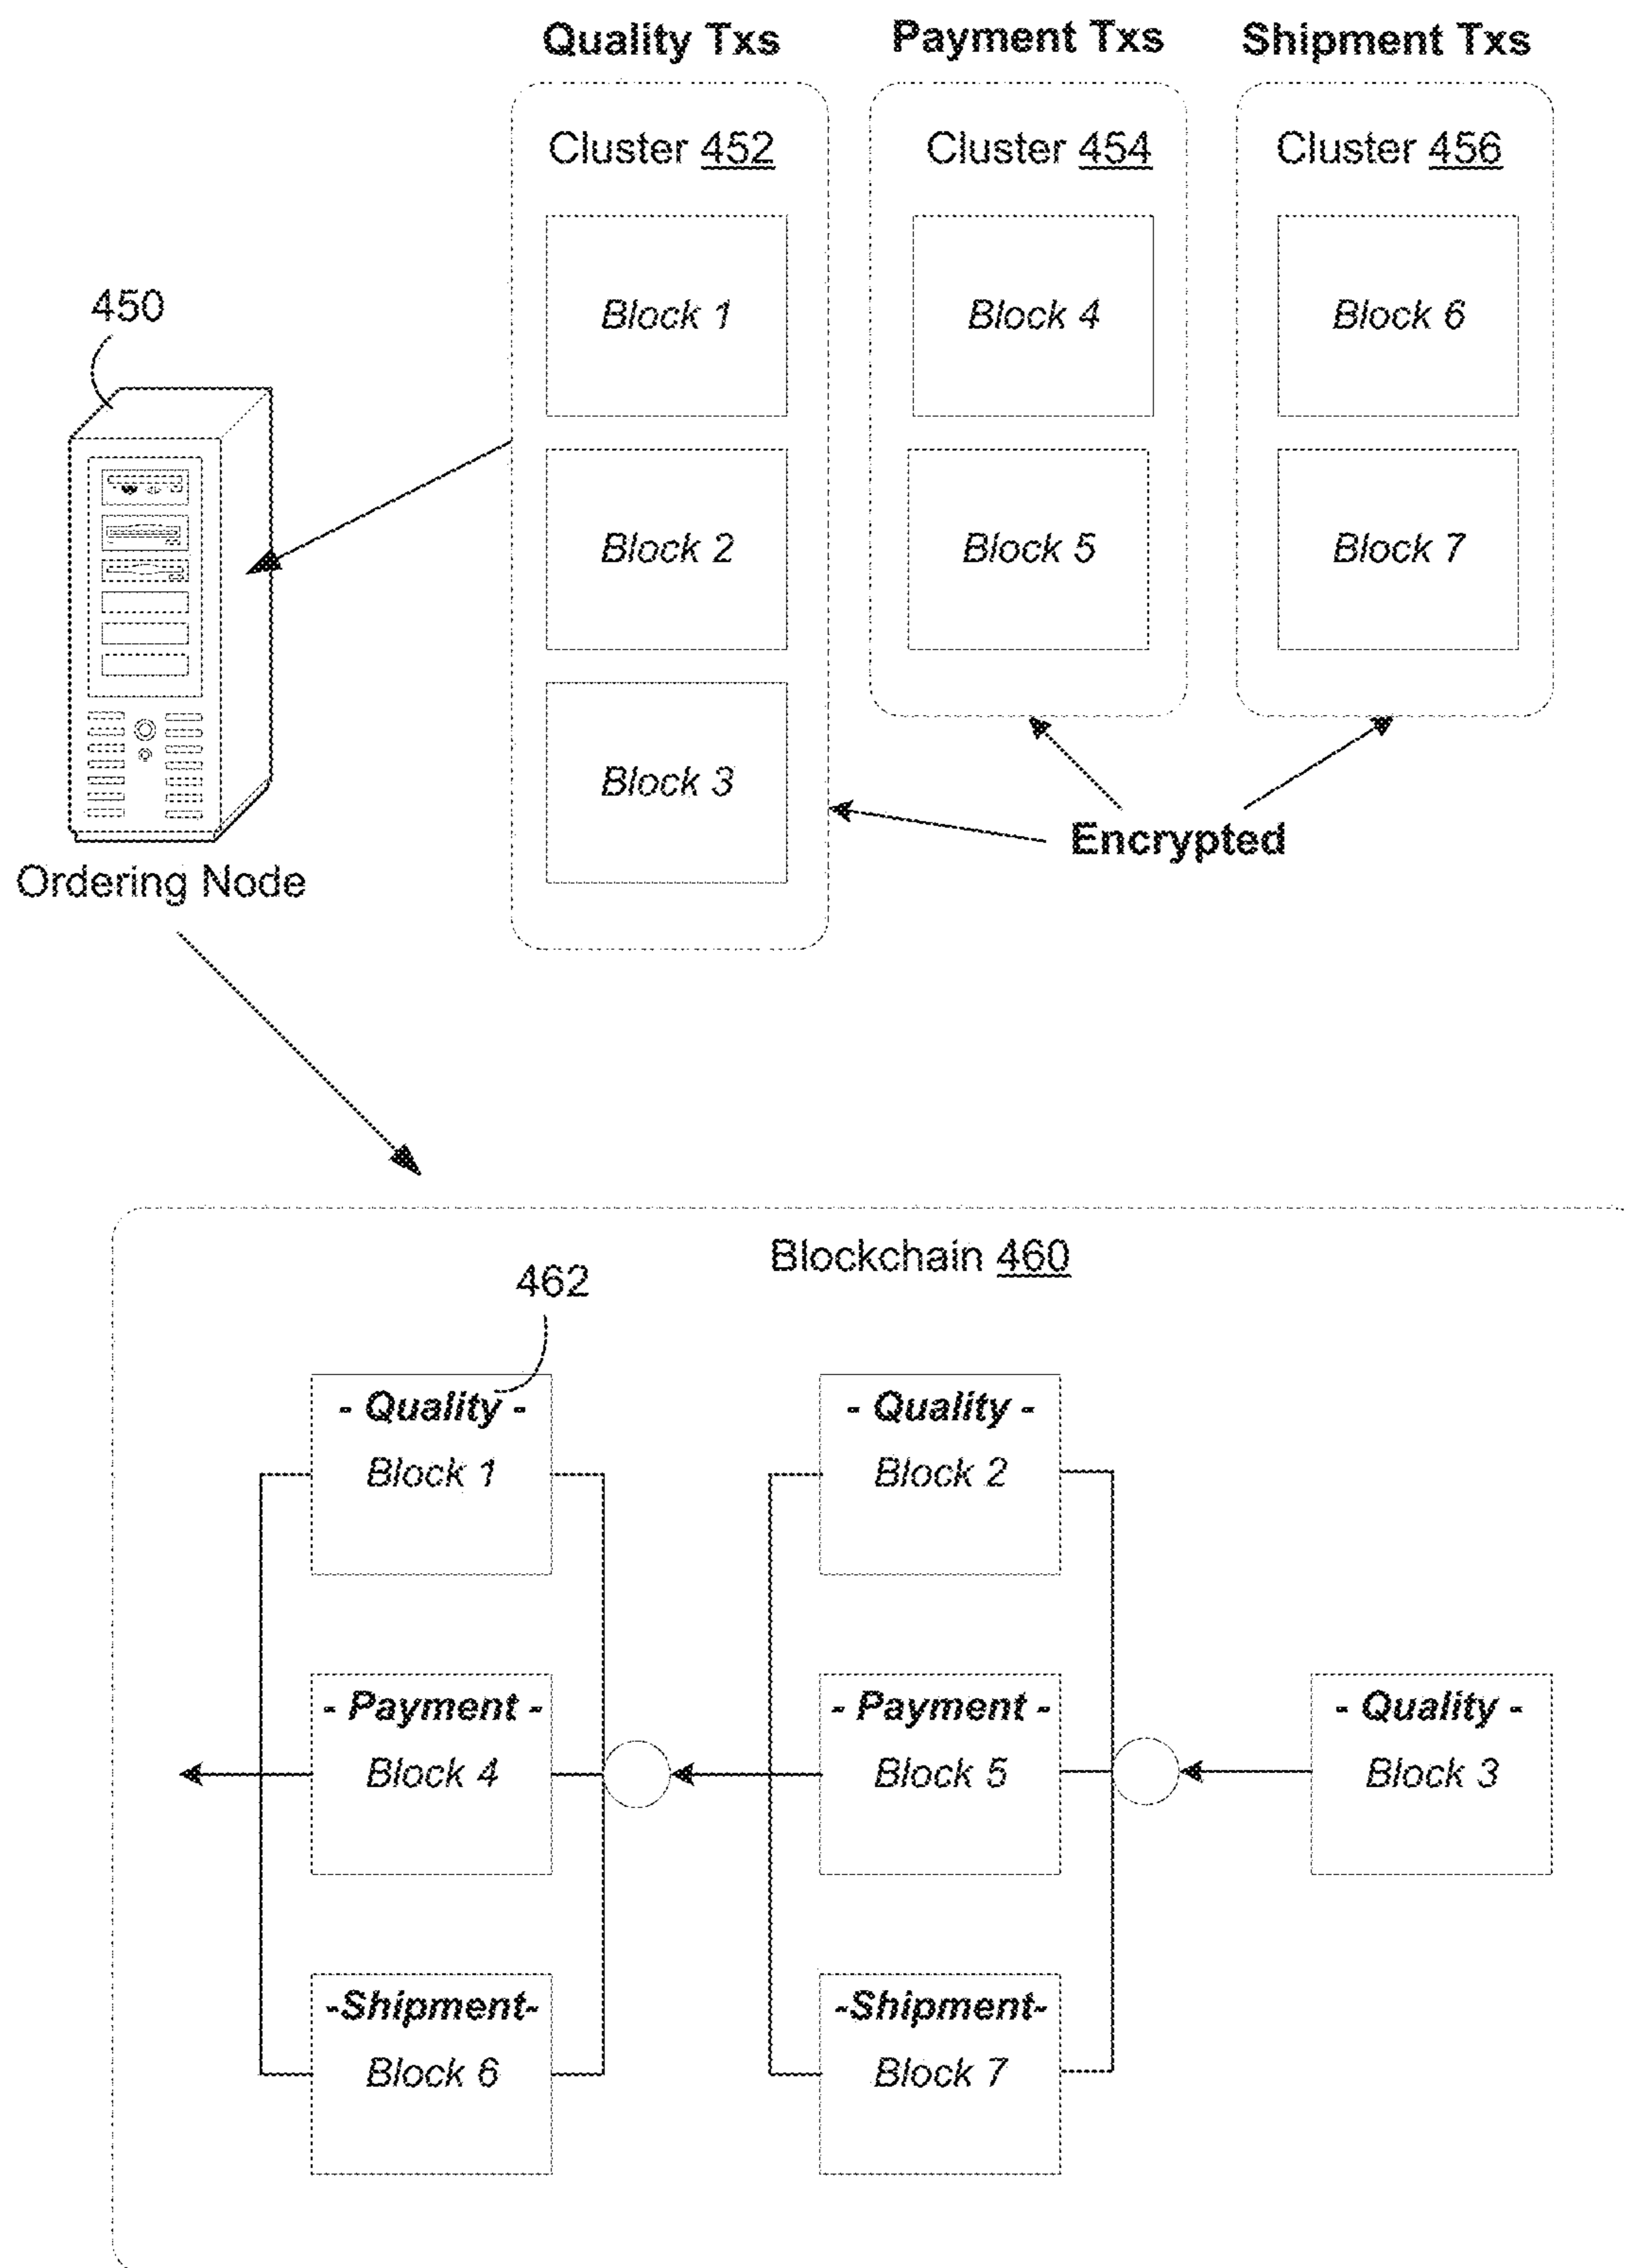 Quality Txs
Payment Txs
Shipment Txs
Cluster 452
Cluster 454
Cluster 456
Block 1
Block 4
Block 6
450
Block 2
Block 5
Block 7
Block 3
Encrypted
Ordering Node
Blockchain 460
462
- Quality -
Block 1
- Quality -
Block 2
- Payment -
Block 4
- Payment -
Block 5
- Quality -
Block 3
-Shipment-
Block 6
-Shipment-
Block 7